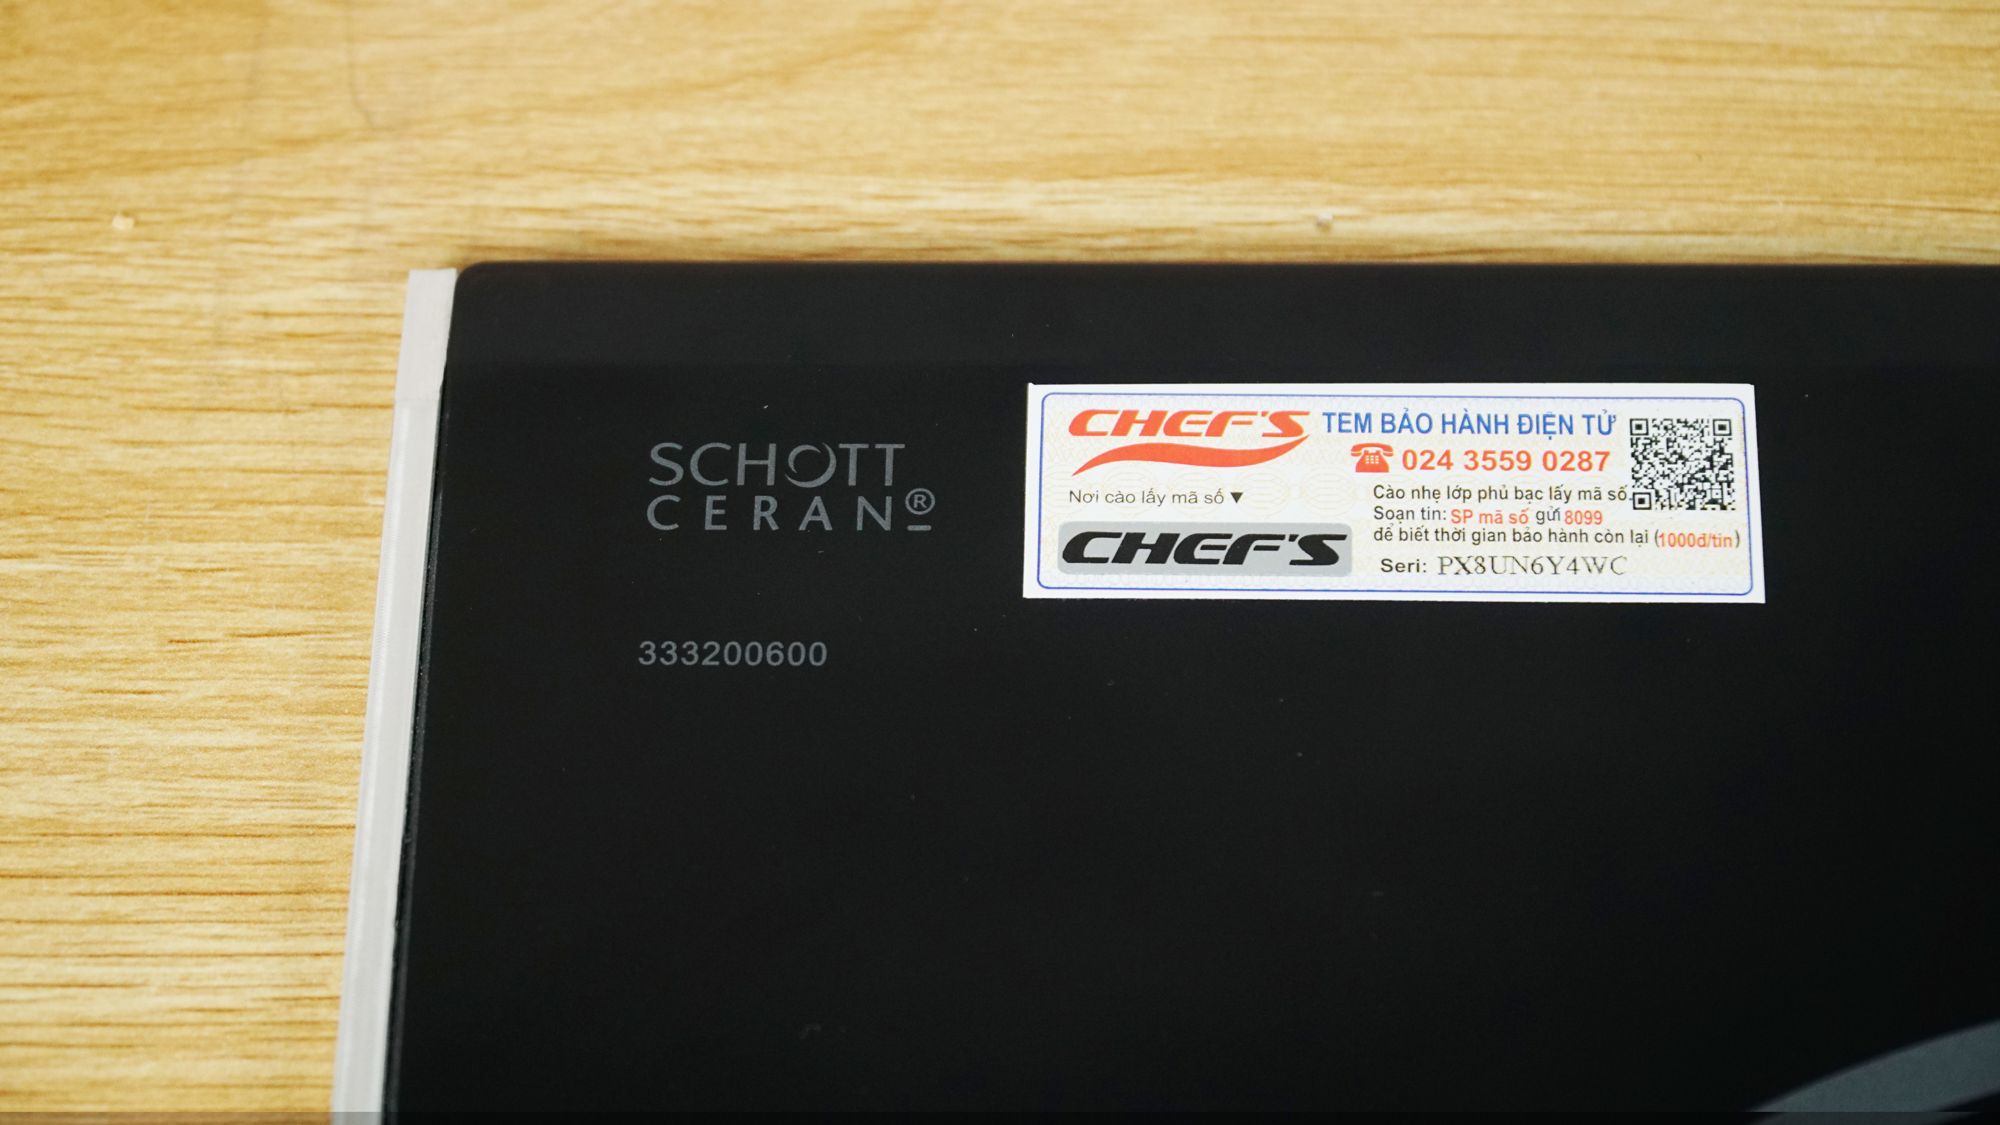 SCHOTT
CERAN®
333200600
CHEF'S
TEM BẢO HÀNH ĐIỆN TỬ
024 3559 0287
Nơi cào lấy mã số ▼
CHEF'S
Cào nhẹ lớp phủ bạc lấy mã số.
Soạn tin: SP mã số gửi 8099
để biết thời gian bảo hành còn lại (1000đ/tin)
Seri: PX8UN6Y4WC